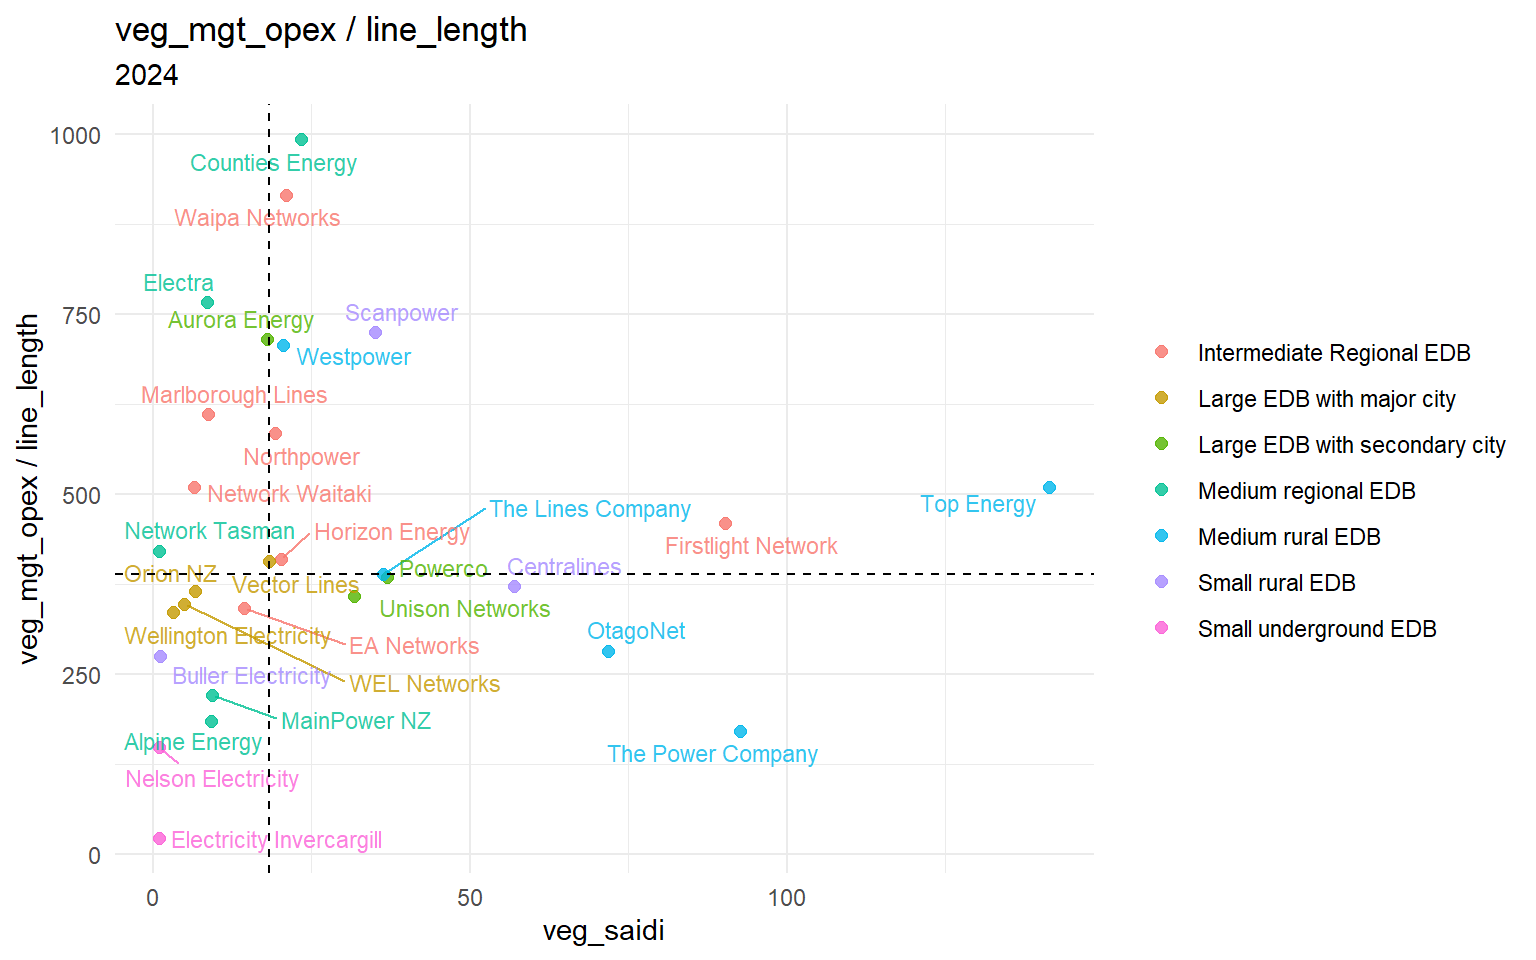 veg_mgt_opex / line_length
2024
veg_mgt_opex / line_length
1000
750
500
250
0
Counties Energy
Waipa Networks
Electra
Aurora Energy
Scanpower
Westpower
Marlborough Lines
Northpower
Network Waitaki
The Lines Company
Top Energy
Network Tasman
Horizon Energy
Firstlight Network
Orion NZ
Vector Lines
Powerco
Centralines
Unison Networks
Wellington Electricity
EA Networks
OtagoNet
Buller Electricity
WEL Networks
MainPower NZ
Alpine Energy
The Power Company
Nelson Electricity
Electricity Invercargill
0
50
100
veg_saidi
Intermediate Regional EDB
Large EDB with major city
Large EDB with secondary city
Medium regional EDB
Medium rural EDB
Small rural EDB
Small underground EDB